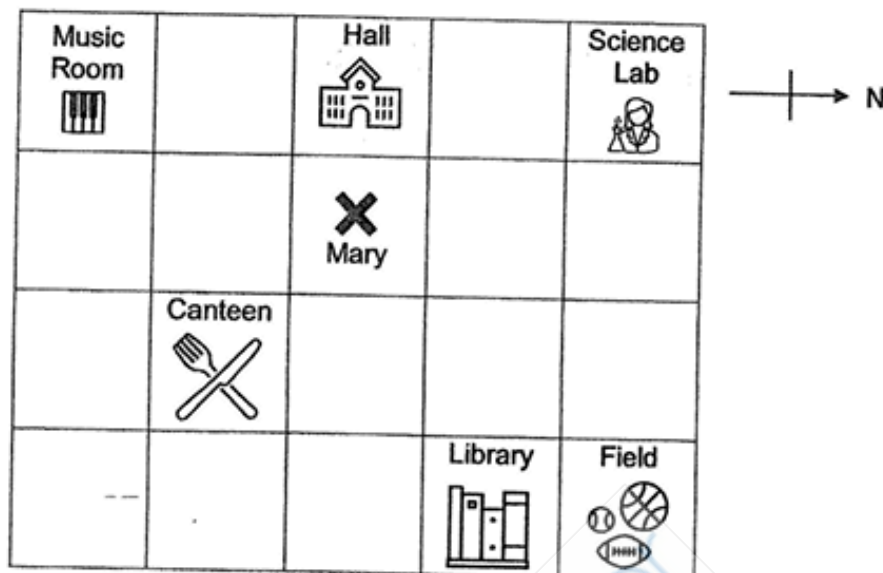 Music
Room
Hall
Science
Lab
N
Mary
Canteen
Library
Field